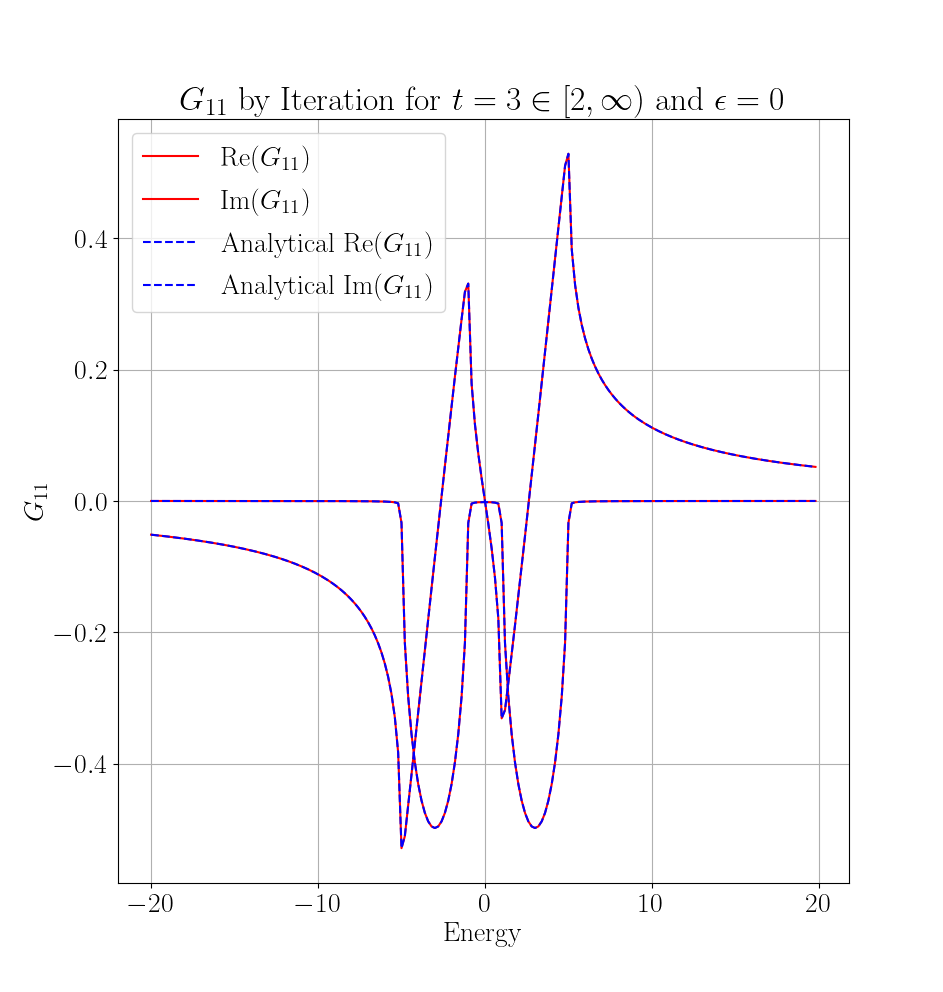 G₁₁ by Iteration for t = 3 ∈ [2, ∞) and ϵ = 0
Re(G₁₁)
Im(G₁₁)
Analytical Re(G₁₁)
Analytical Im(G₁₁)
G₁₁
0.4
0.2
0.0
−0.2
−0.4
−20
−10
0
10
20
Energy